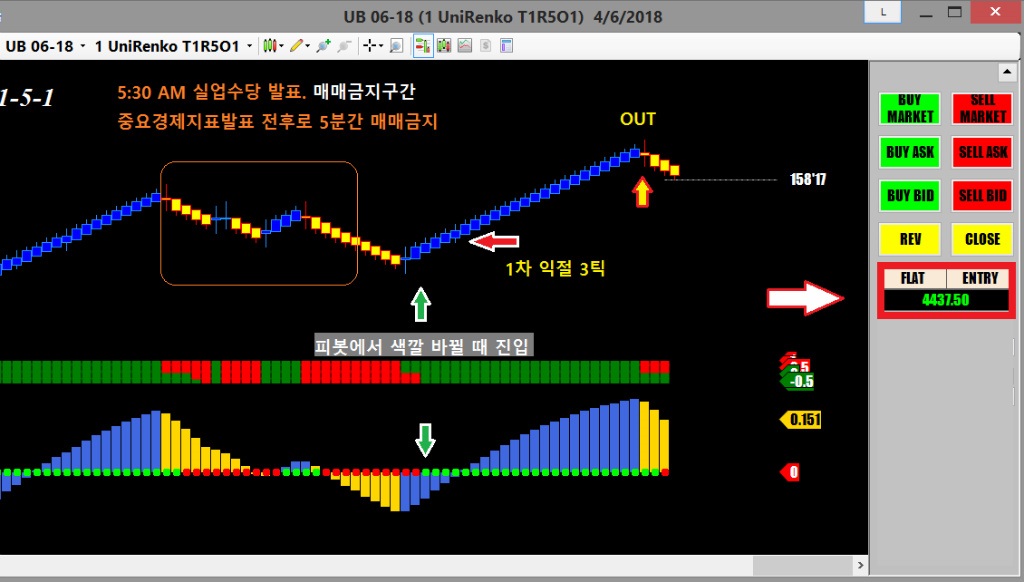 UB 06-18 (1 UniRenko T1R5O1) 4/6/2018
L
UB 06-18 1 UniRenko T1R5O1
1-5-1
5:30 AM 실업수당 발표. 매매금지구간
중요경제지표발표 전후로 5분간 매매금지
OUT
158'17
1차 익절 3틱
피봇에서 색깔 바뀔 때 진입
-0.5
0.151
0
BUY MARKET
SELL MARKET
BUY ASK
SELL ASK
BUY BID
SELL BID
REV
CLOSE
FLAT
ENTRY
4437.50